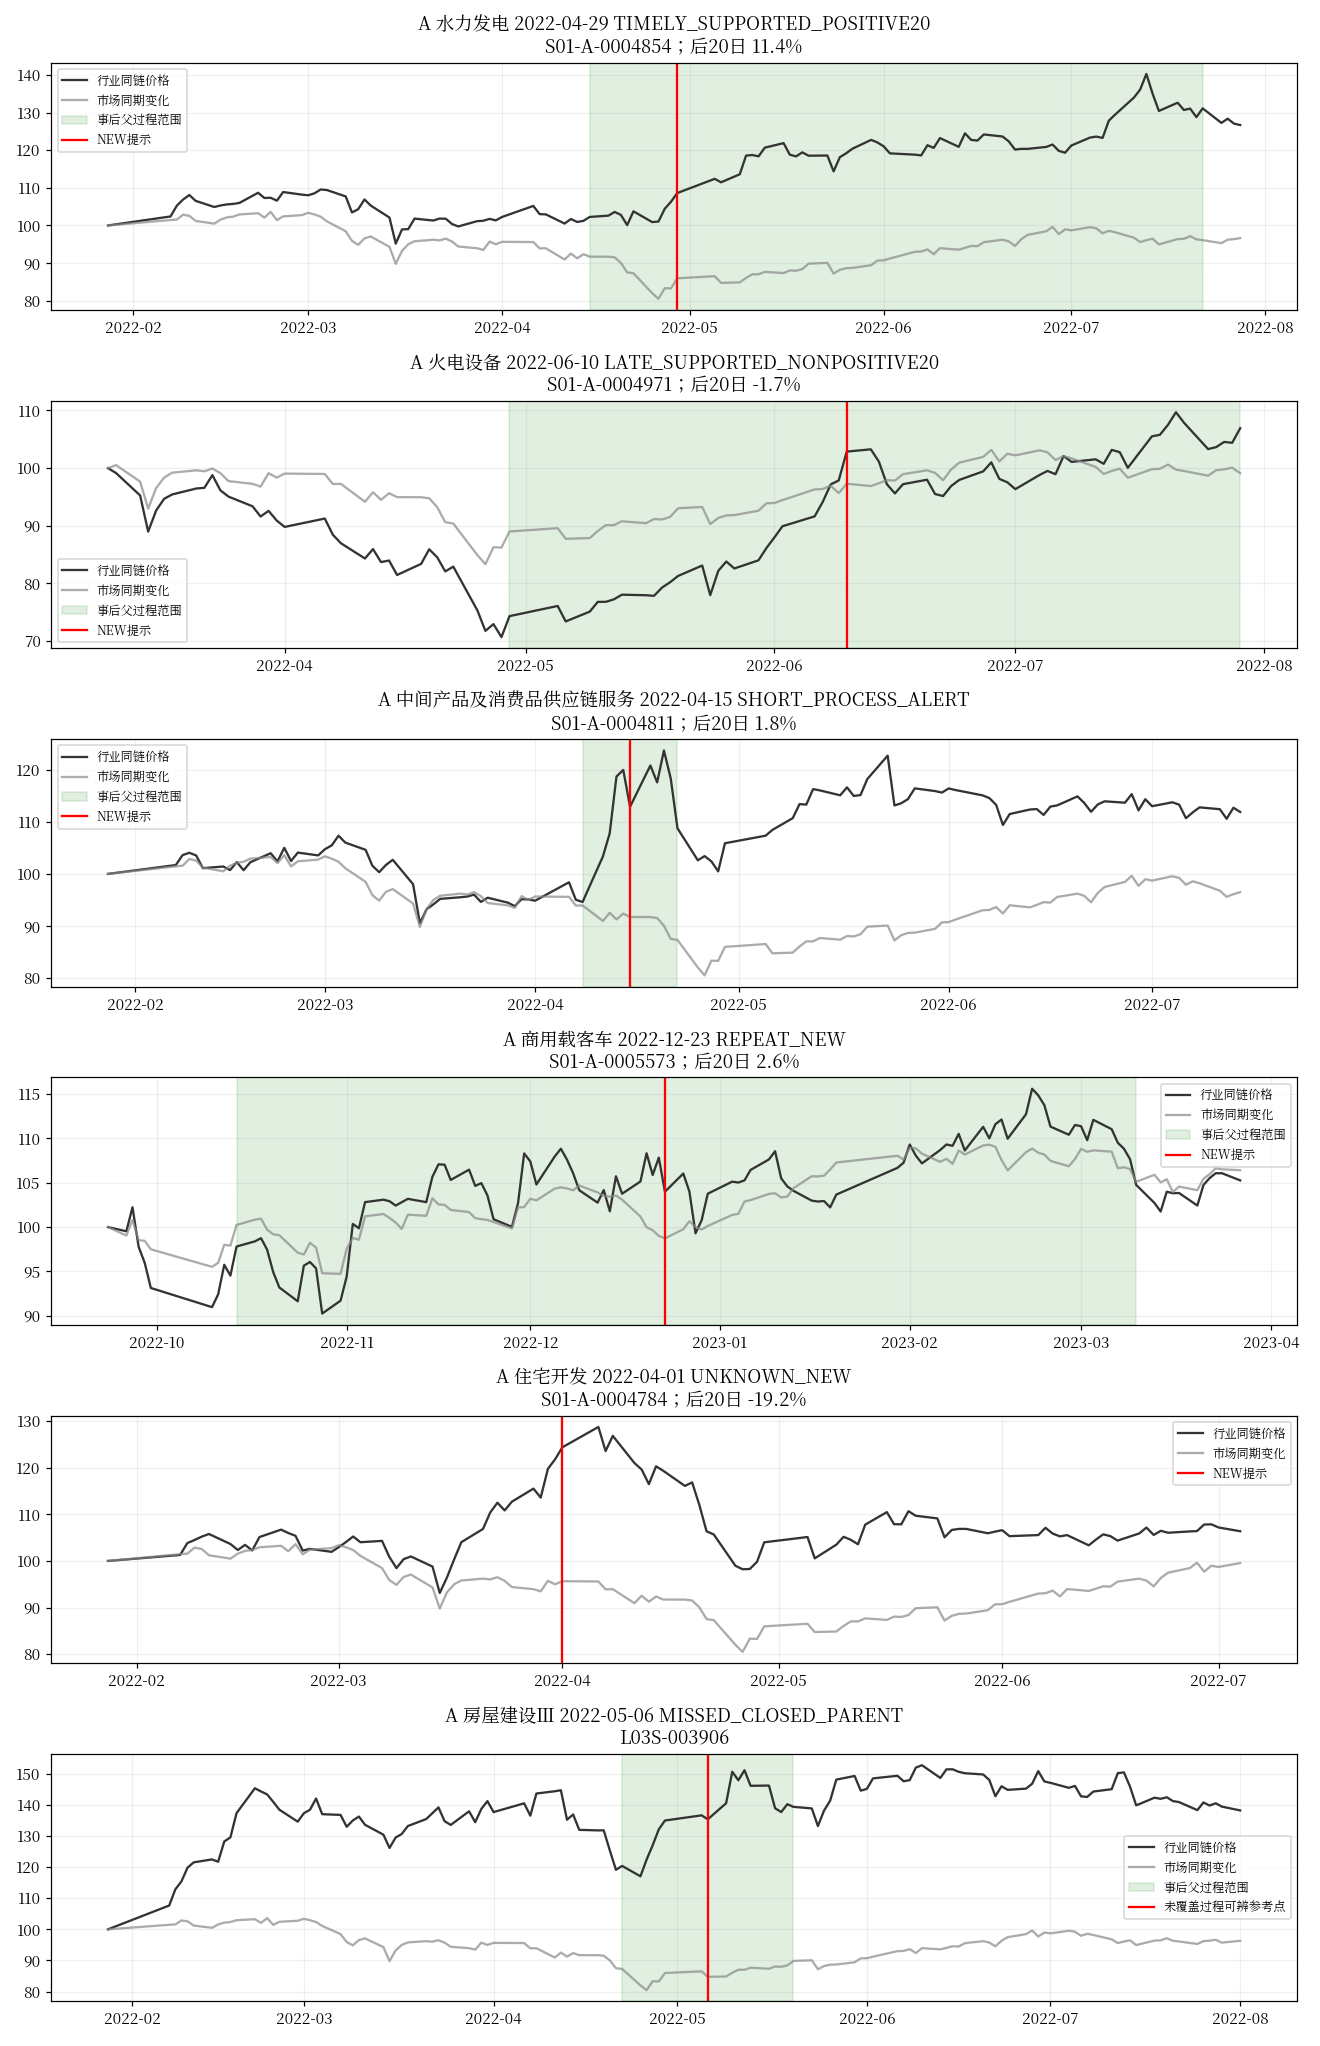 A 水力发电 2022-04-29 TIMELY_SUPPORTED_POSITIVE20
S01-A-0004854；后20日 11.4%
行业同链价格
市场同期变化
事后父过程范围
NEW提示
140
130
120
110
100
90
80
2022-02 2022-03 2022-04 2022-05 2022-06 2022-07 2022-08
A 火电设备 2022-06-10 LATE_SUPPORTED_NONPOSITIVE20
S01-A-0004971；后20日 -1.7%
110
100
90
80
70
行业同链价格
市场同期变化
事后父过程范围
NEW提示
2022-04 2022-05 2022-06 2022-07 2022-08
A 中间产品及消费品供应链服务 2022-04-15 SHORT_PROCESS_ALERT
S01-A-0004811；后20日 1.8%
行业同链价格
市场同期变化
事后父过程范围
NEW提示
120
110
100
90
80
2022-02 2022-03 2022-04 2022-05 2022-06 2022-07
A 商用载客车 2022-12-23 REPEAT_NEW
S01-A-0005573；后20日 2.6%
115
110
105
100
95
90
行业同链价格
市场同期变化
事后父过程范围
NEW提示
2022-10 2022-11 2022-12 2023-01 2023-02 2023-03 2023-04
A 住宅开发 2022-04-01 UNKNOWN_NEW
S01-A-0004784；后20日 -19.2%
130
120
110
100
90
80
行业同链价格
市场同期变化
NEW提示
2022-02 2022-03 2022-04 2022-05 2022-06 2022-07
A 房屋建设Ⅲ 2022-05-06 MISSED_CLOSED_PARENT
L03S-003906
150
140
130
120
110
100
90
80
行业同链价格
市场同期变化
事后父过程范围
未覆盖过程可辨参考点
2022-02 2022-03 2022-04 2022-05 2022-06 2022-07 2022-08